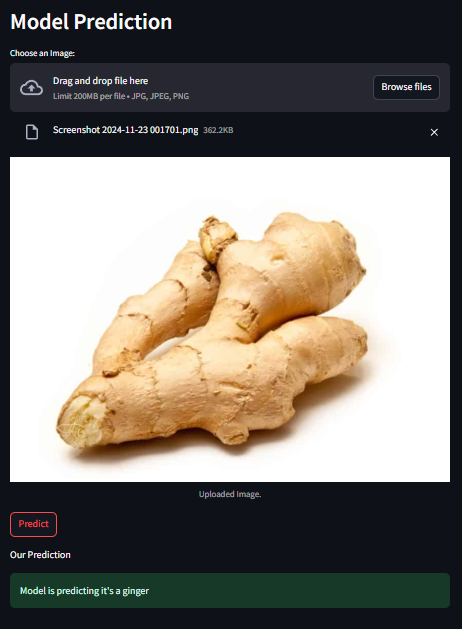 Model Prediction
Choose an Image:
Drag and drop file here
Limit 200MB per file • JPG, JPEG, PNG
Browse files
Screenshot 2024-11-23 001701.png 362.2KB
Uploaded Image.
Predict
Our Prediction
Model is predicting it's a ginger